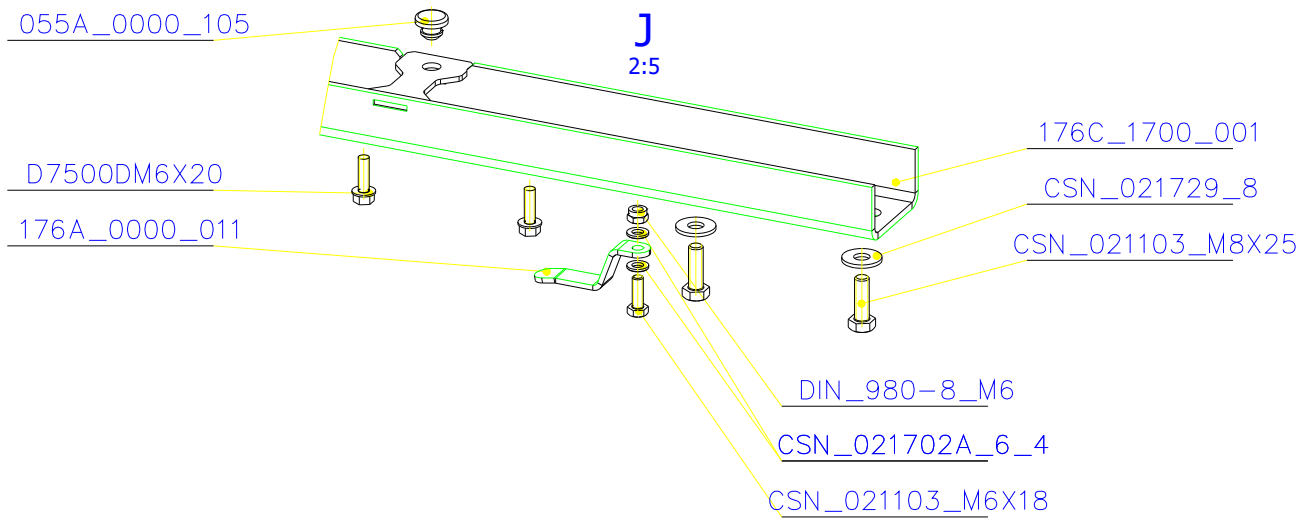 055A_0000_105
J
2:5
176C_1700_001
D7500DM6X20
CSN_021729_8
176A_0000_011
CSN_021103_M8X25
DIN_980-8_M6
CSN_021702A_6_4
CSN_021103_M6X18